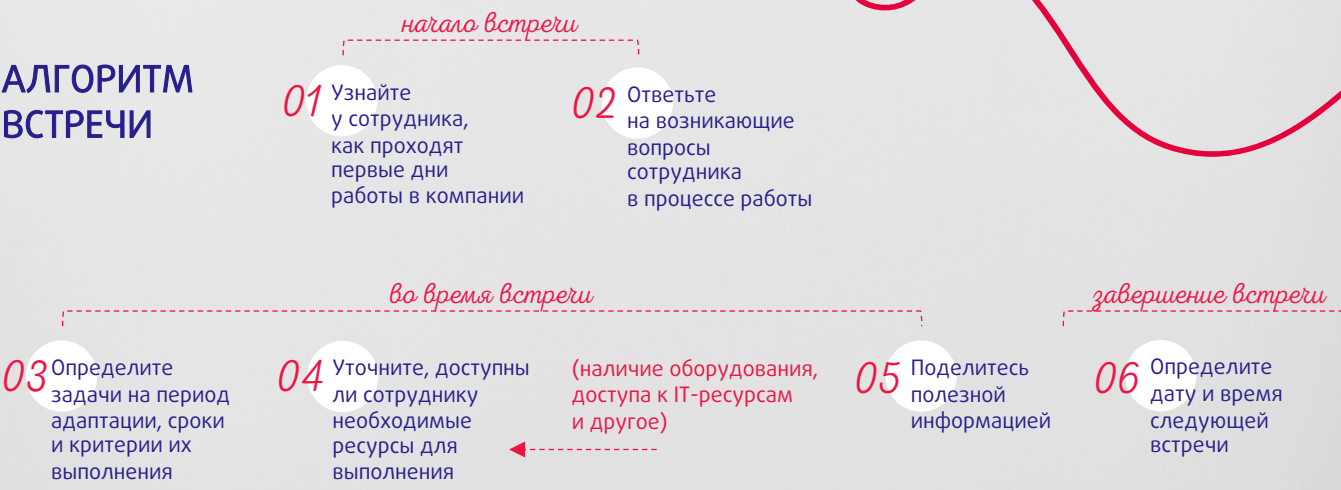 начало встречи
АЛГОРИТМ
ВСТРЕЧИ
01
Узнайте
у сотрудника,
как проходят
первые дни
работы в компании
02
Ответьте
на возникающие
вопросы
сотрудника
в процессе работы
во время встречи
завершение встречи
03
Определите
задачи на период
адаптации, сроки
и критерии их
выполнения
04
Уточните, доступны
ли сотруднику
необходимые
ресурсы для
выполнения
(наличие оборудования,
доступа к IT-ресурсам
и другое)
05
Поделитесь
полезной
информацией
06
Определите
дату и время
следующей
встречи